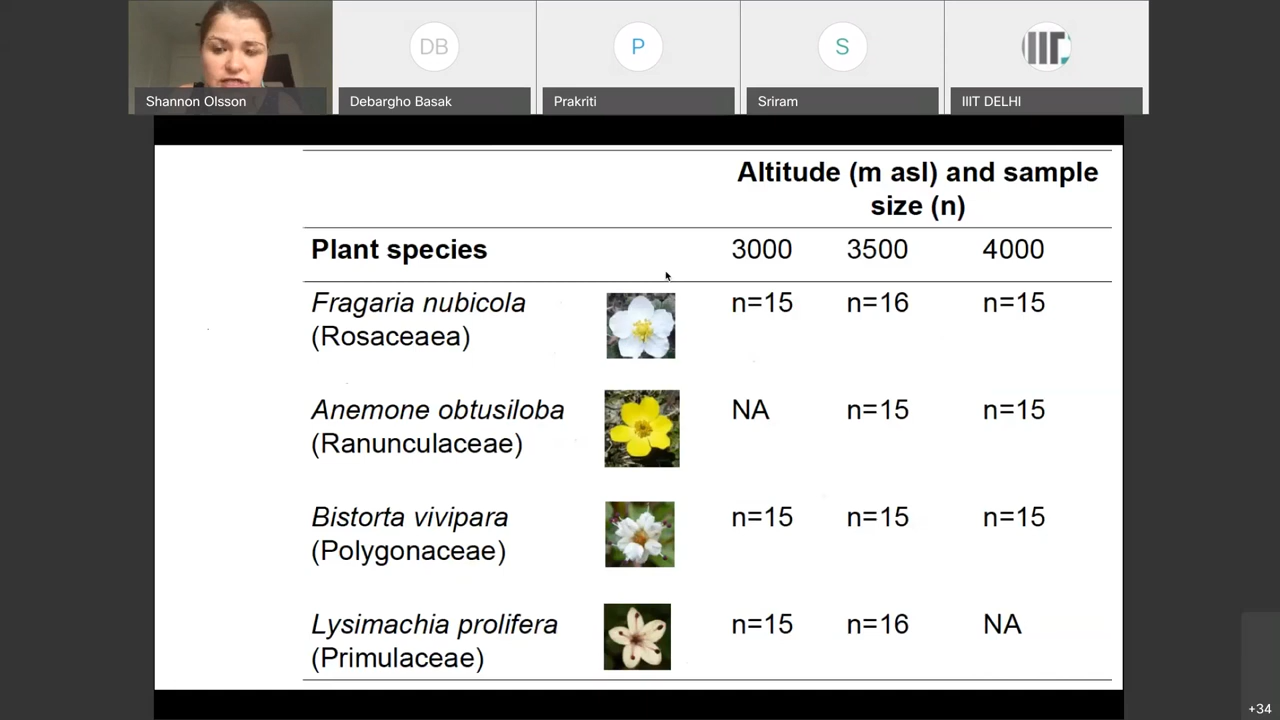 DB
P
S
Shannon Olsson
Debargho Basak
Prakriti
Sriram
IIIT DELHI
Altitude (m asl) and sample
size (n)
Plant species 3000 3500 4000
Fragaria nubicola n=15 n=16 n=15
(Rosaceaea)
Anemone obtusiloba NA n=15 n=15
(Ranunculaceae)
Bistorta vivipara n=15 n=15 n=15
(Polygonaceae)
Lysimachia prolifera n=15 n=16 NA
(Primulaceae)
+34